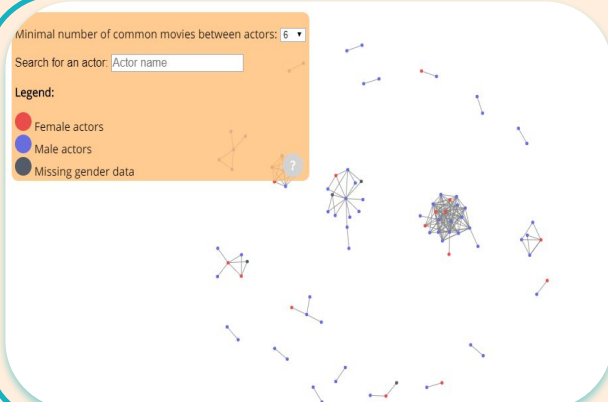 Minimal number of common movies between actors: 6
Search for an actor: Actor name
Legend:
Female actors
Male actors
Missing gender data
?